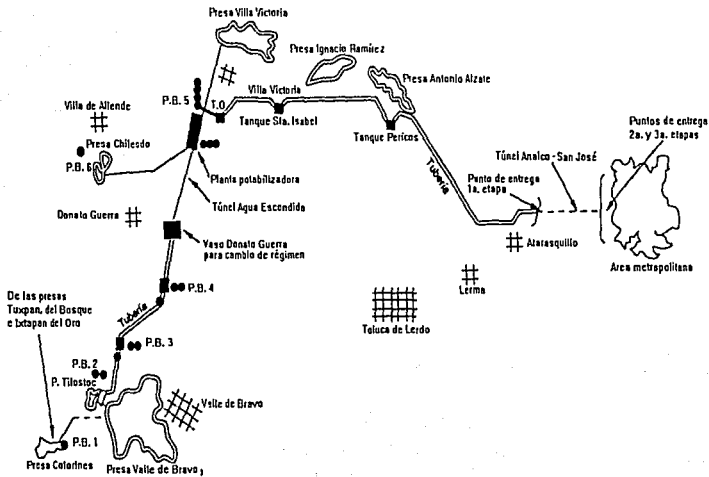 Presa Villa Victoria
Presa Ignacio Ramírez
Presa Antonio Alzate
P.B. 5
T.O
Villa Victoria
Tanque Sta. Isabel
Tanque Pericos
Villa de Allende
Presa Chilesdo
P.B. 6
Planta potabilizadora
Túnel Agua Escondida
Donato Guerra
Vaso Donato Guerra
para cambio de régimen
Tubería
Puntos de entrega
2a. y 3a. etapas
Túnel Analco - San José
Punto de entrega
1a. etapa
Atarasquillo
Area metropolitana
Lerma
Toluca de Lerdo
P.B. 4
Tubería
P.B. 3
De las presas
Tuxpan, del Bosque
e Ixtapan del Oro
P.B. 2
P. Tilostoc
Valle de Bravo
P.B. 1
Presa Colorines
Presa Valle de Bravo